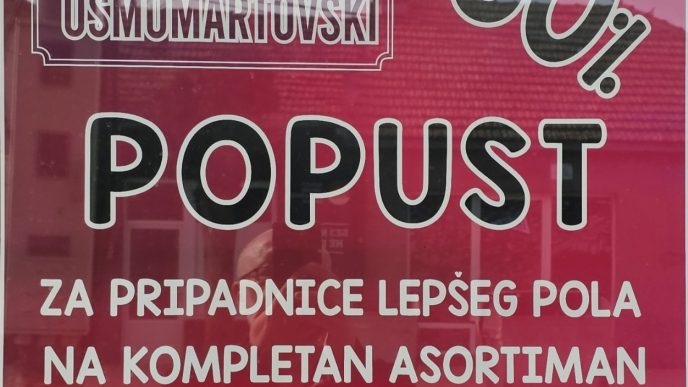 OSMOMARTOVSKI
POPUST
ZA PRIPADNICE LEPŠEG POLA
NA KOMPLETAN ASORTIMAN